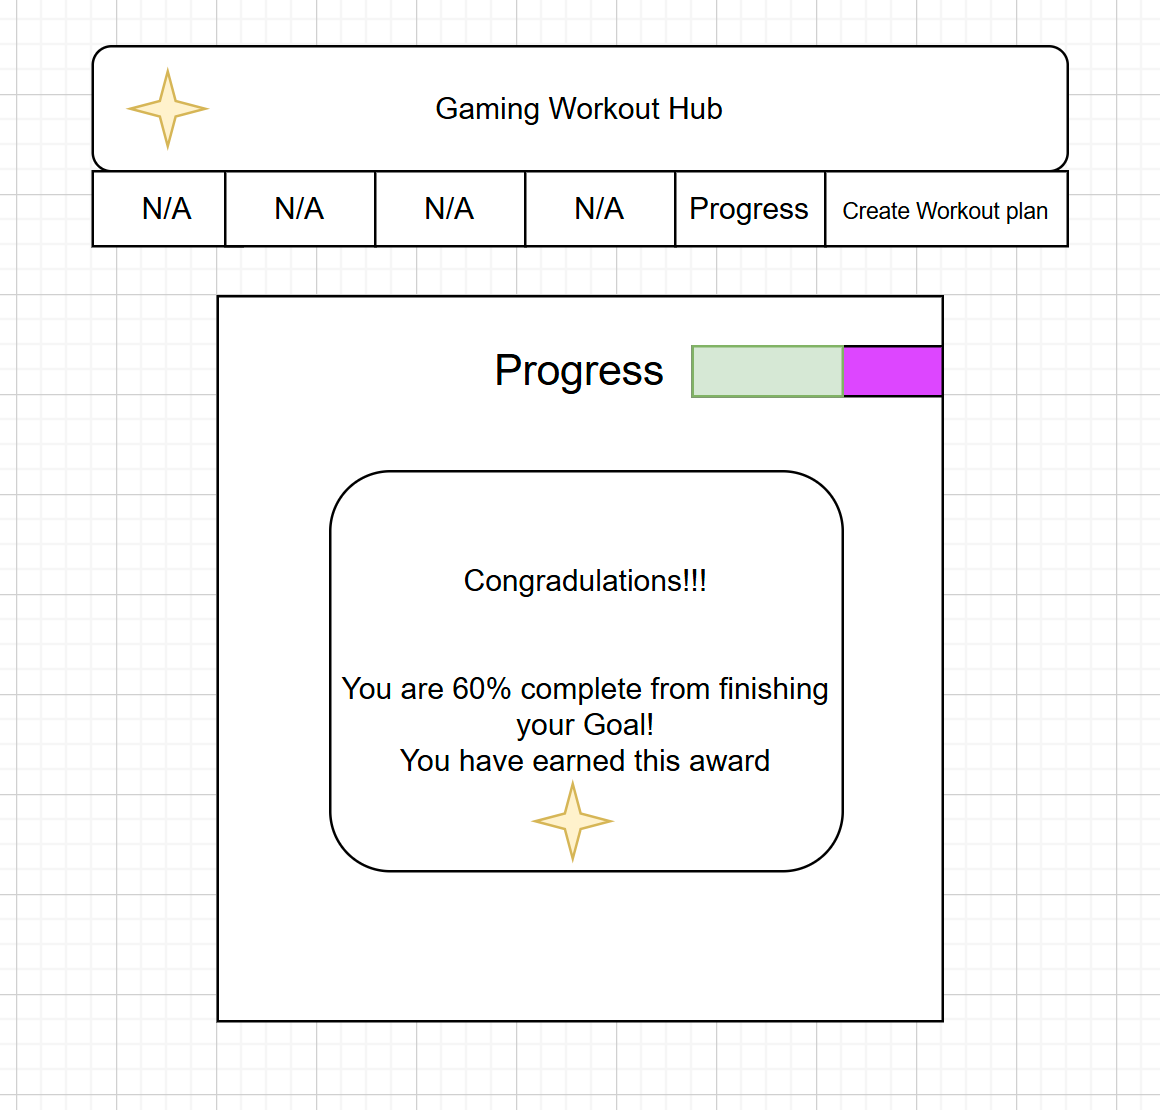 Gaming Workout Hub
N/A N/A N/A N/A Progress Create Workout plan
Progress
Congradulations!!!
You are 60% complete from finishing
your Goal!
You have earned this award